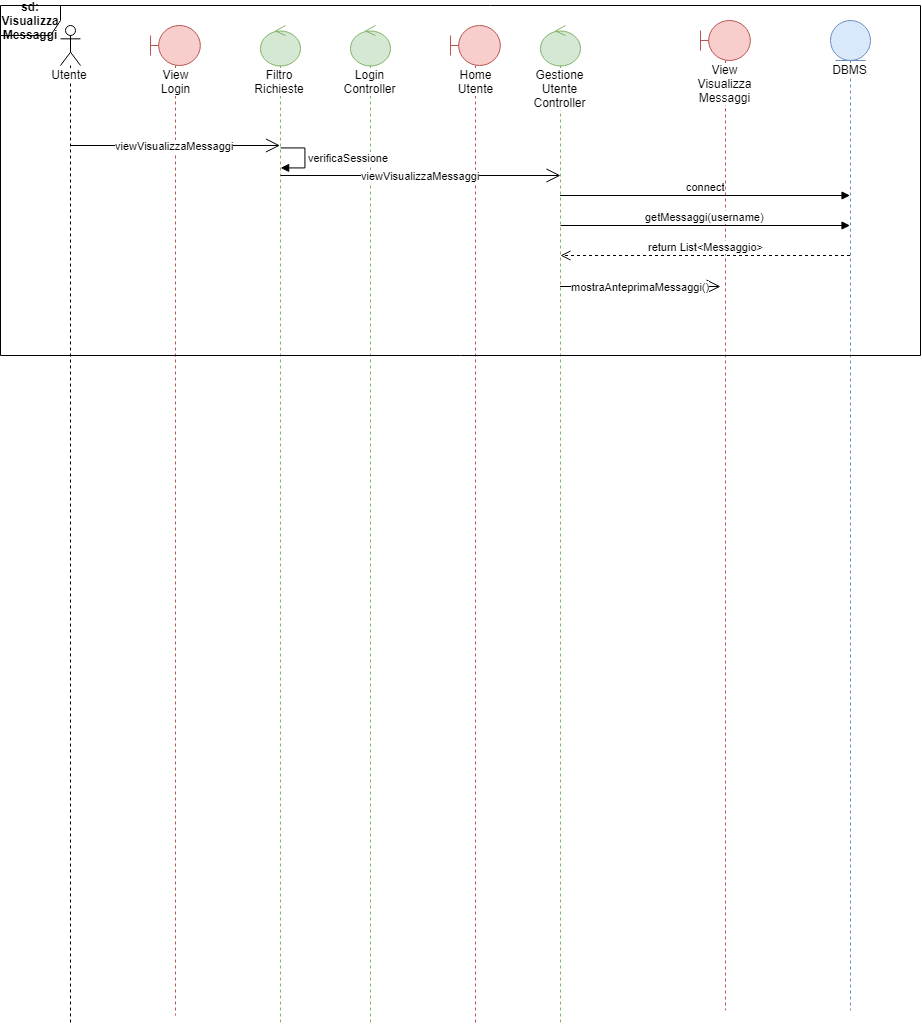 sd:
Visualizza
Messaggi
Utente
View
Login
Filtro
Richieste
Login
Controller
Home
Utente
Gestione
Utente
Controller
View
Visualizza
Messaggi
DBMS
viewVisualizzaMessaggi
verificaSessione
viewVisualizzaMessaggi
connect
getMessaggi(username)
return List<Messaggio>
mostraAnteprimaMessaggi()